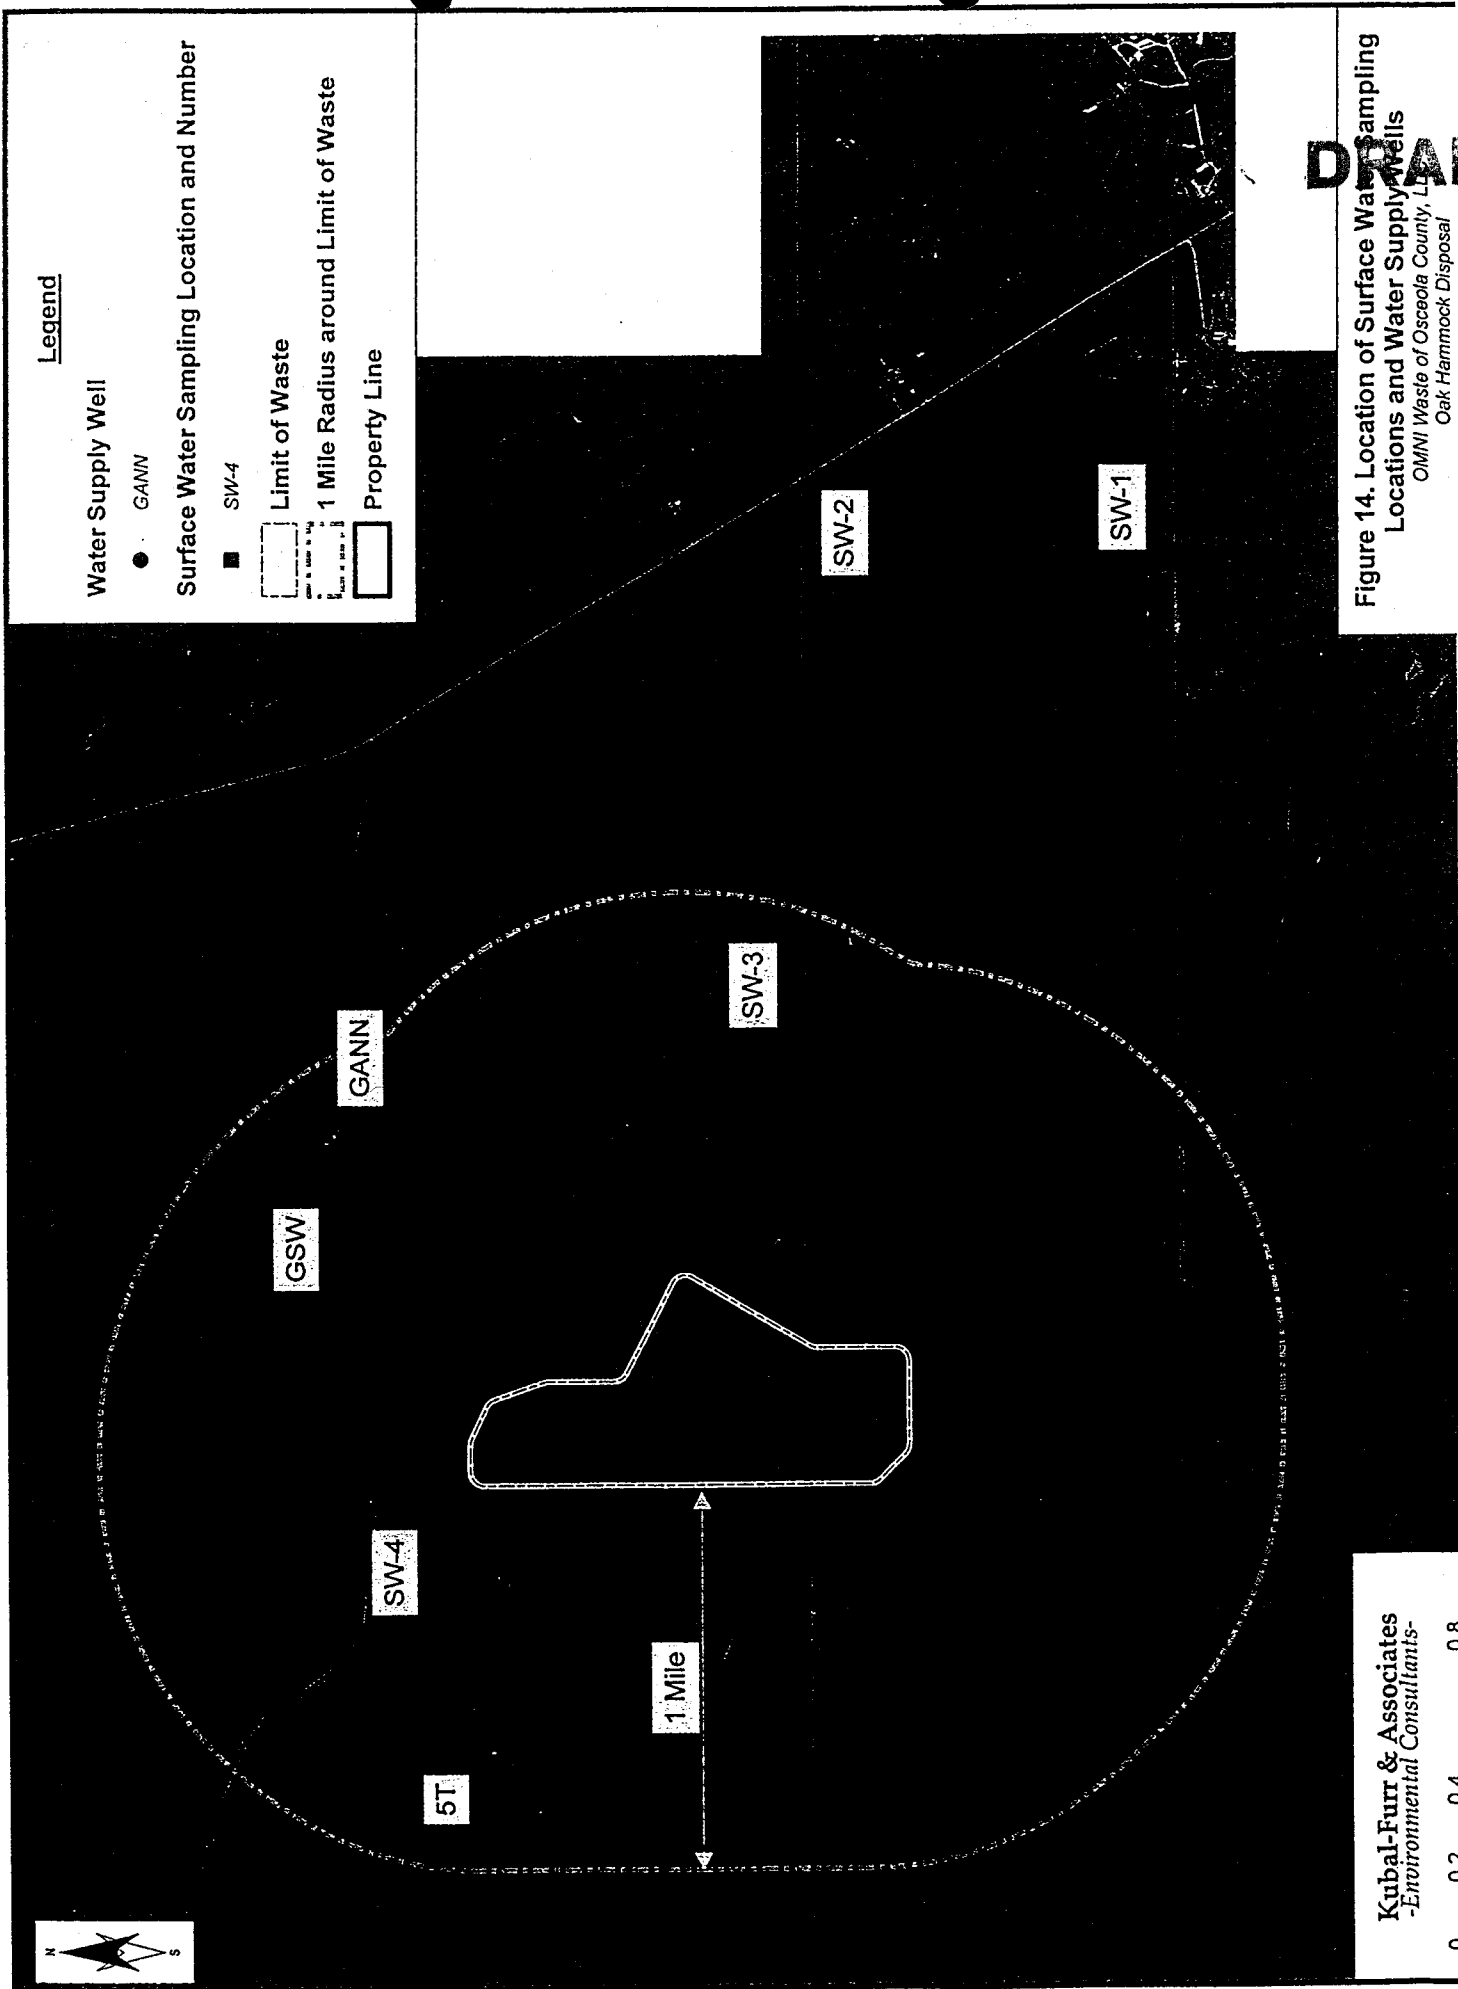 Legend
Water Supply Well
GANN
Surface Water Sampling Location and Number
SW-4
Limit of Waste
1 Mile Radius around Limit of Waste
Property Line
N
S
GSW
GANN
SW-4
5T
1 Mile
SW-3
SW-2
SW-1
Kubal-Furr & Associates
-Environmental Consultants-
0 0.2 0.4 0.8
Figure 14. Location of Surface Water Sampling
Locations and Water Supply Wells
OMNI Waste of Osceola County,
Oak Hammock Disposal